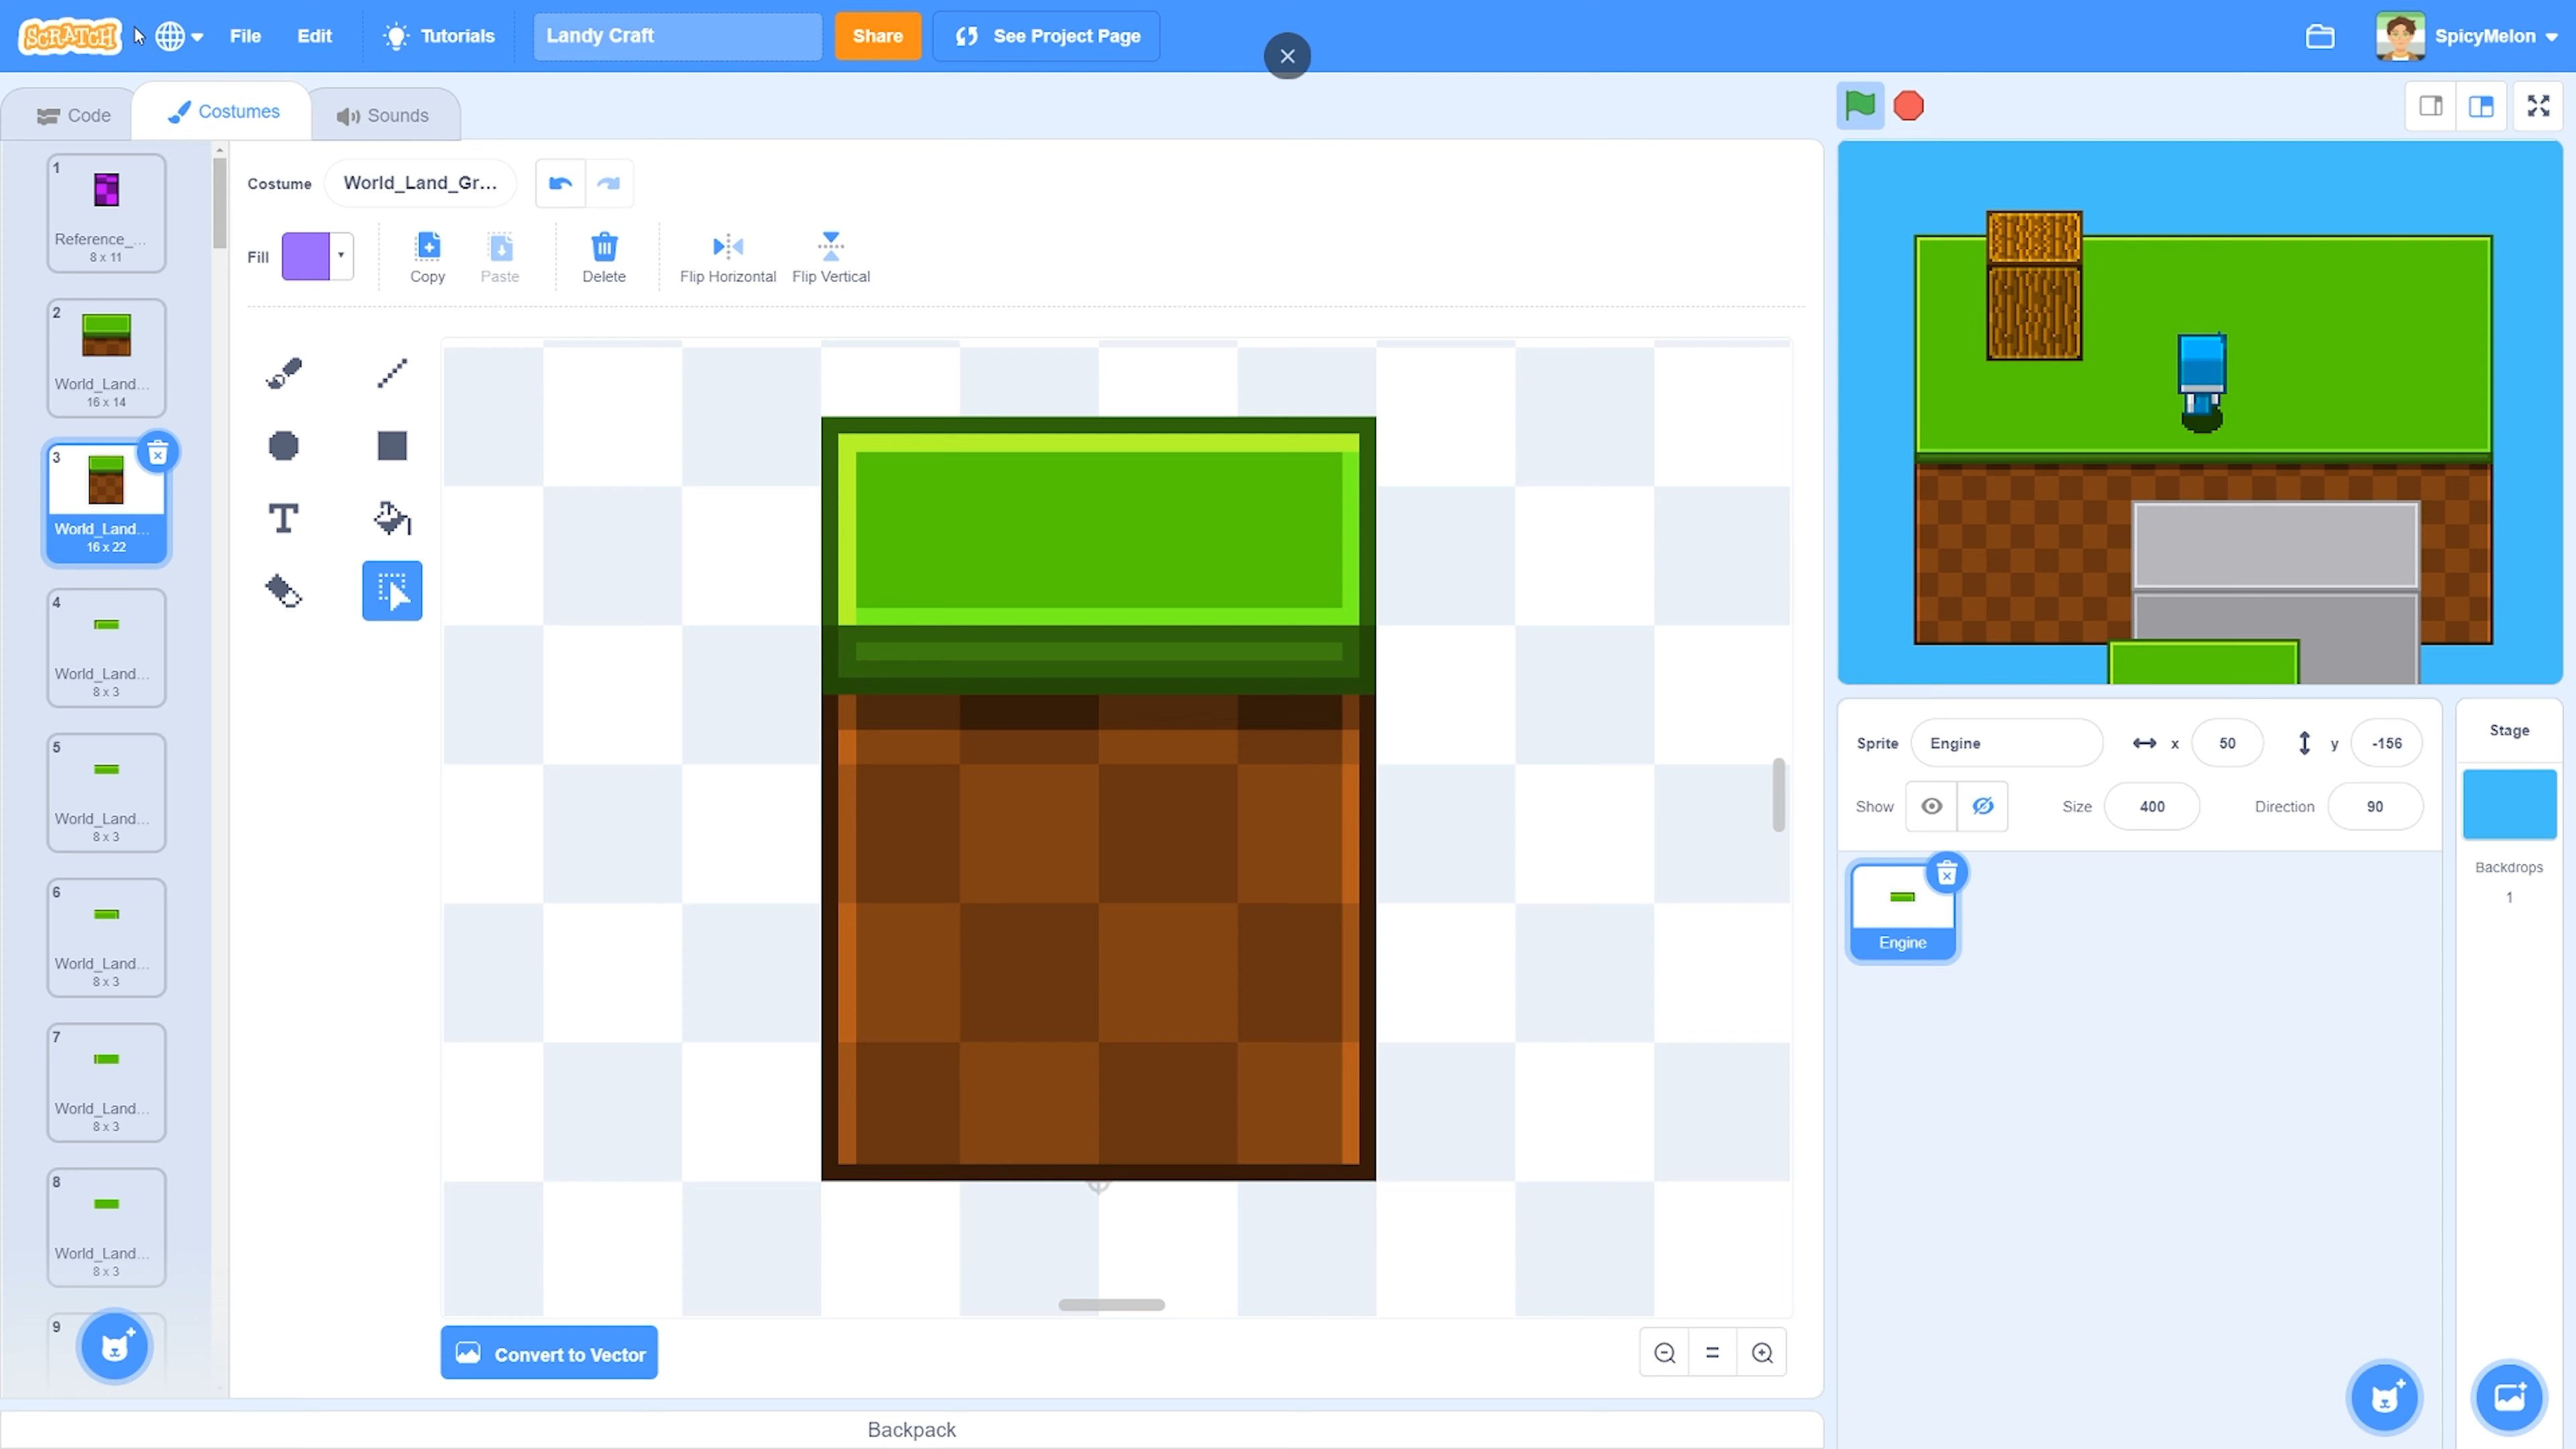 SCRATCH File Edit Tutorials Landy Craft Share See Project Page SpicyMelon
Code Costumes Sounds
1
Reference_...
8 x 11
2
World_Land...
16 x 14
3
World_Land...
16 x 22
4
World_Land...
8 x 3
5
World_Land...
8 x 3
6
World_Land...
8 x 3
7
World_Land...
8 x 3
8
World_Land...
8 x 3
9
Costume World_Land_Gr...
Fill Copy Paste Delete Flip Horizontal Flip Vertical
T
Convert to Vector
=
Backpack
Sprite Engine x 50 y -156
Show Size 400 Direction 90
Engine
Stage
Backdrops
1